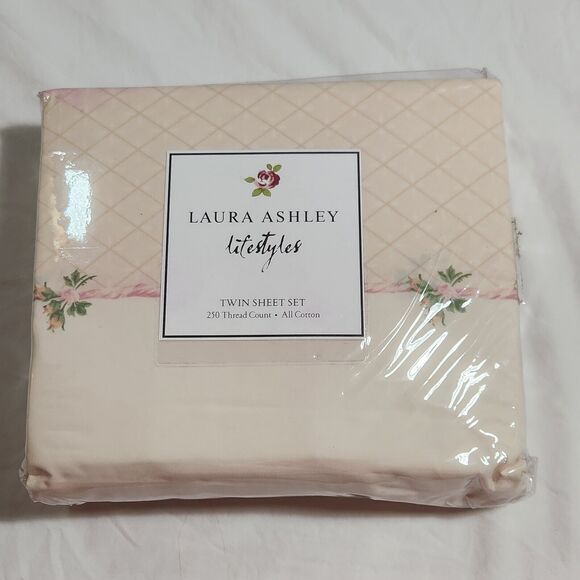 LAURA ASHLEY
lifestyles
TWIN SHEET SET
250 Thread Count • All Cotton